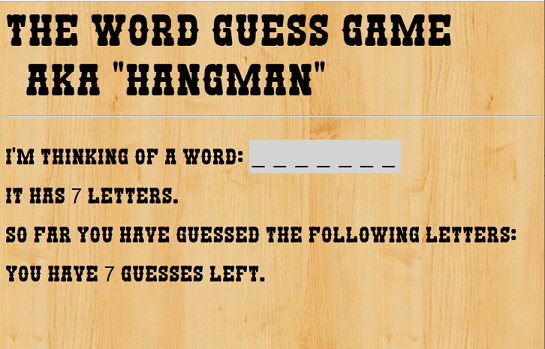 THE WORD GUESS GAME
AKA "HANGMAN"
I'M THINKING OF A WORD: _ _ _ _ _ _ _
IT HAS 7 LETTERS.
SO FAR YOU HAVE GUESSED THE FOLLOWING LETTERS:
YOU HAVE 7 GUESSES LEFT.